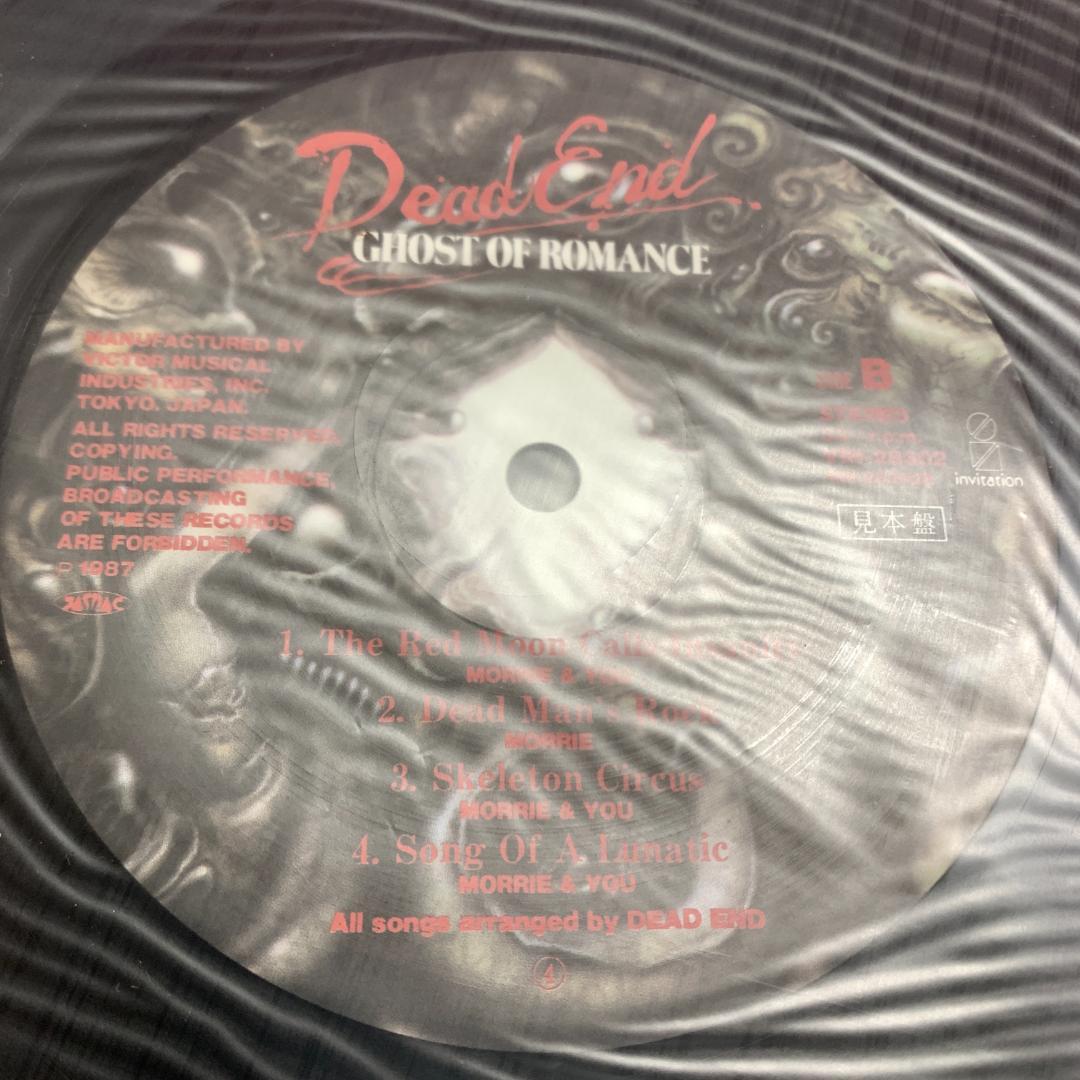 Dead End
GHOST OF ROMANCE
MANUFACTURED BY
VICTOR MUSICAL
INDUSTRIES, INC.
TOKYO, JAPAN.
ALL RIGHTS RESERVED.
COPYING.
PUBLIC PERFORMANCE,
BROADCASTING
OF THESE RECORDS
ARE FORBIDDEN.
Ⓟ 1987
JASRAC
SIDE B
STEREO
invitation
見本盤
1. The Red Moon Calls Insanity
MORRIE & YOU
2. Dead Man's Rock
MORRIE
3. Skeleton Circus
MORRIE & YOU
4. Song Of A Lunatic
MORRIE & YOU
All songs arranged by DEAD END
④